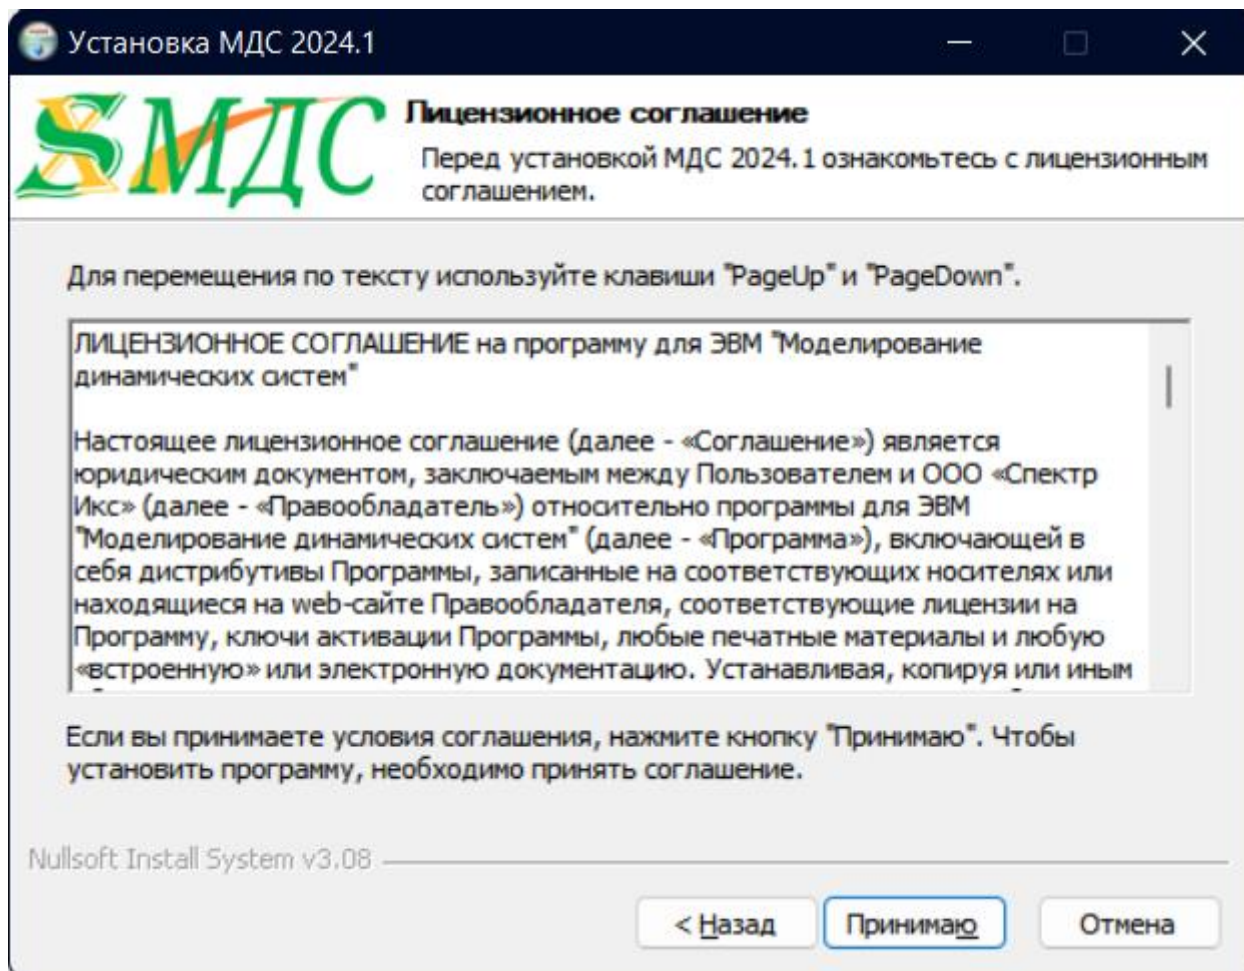 Установка МДС 2024.1
SМДС
Лицензионное соглашение
Перед установкой МДС 2024.1 ознакомьтесь с лицензионным
соглашением.
Для перемещения по тексту используйте клавиши "PageUp" и "PageDown".
ЛИЦЕНЗИОННОЕ СОГЛАШЕНИЕ на программу для ЭВМ "Моделирование
динамических систем"
Настоящее лицензионное соглашение (далее - «Соглашение») является
юридическим документом, заключаемым между Пользователем и ООО «Спектр
Икс» (далее - «Правообладатель») относительно программы для ЭВМ
"Моделирование динамических систем" (далее - «Программа»), включающей в
себя дистрибутивы Программы, записанные на соответствующих носителях или
находящиеся на web-сайте Правообладателя, соответствующие лицензии на
Программу, ключи активации Программы, любые печатные материалы и любую
«встроенную» или электронную документацию. Устанавливая, копируя или иным
Если вы принимаете условия соглашения, нажмите кнопку "Принимаю". Чтобы
установить программу, необходимо принять соглашение.
Nullsoft Install System v3.08
< Назад
Принимаю
Отмена